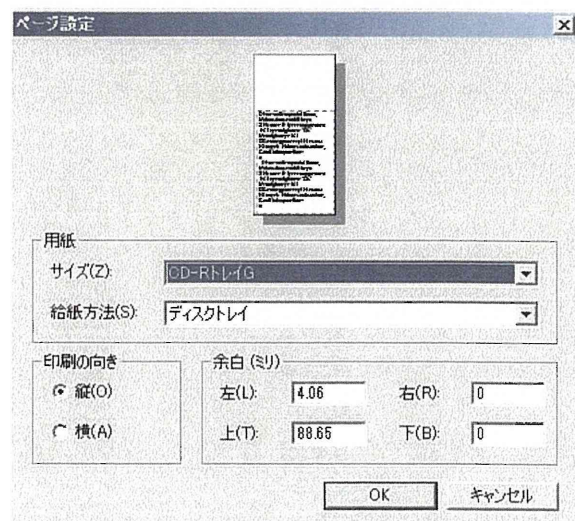 ページ設定
用紙
サイズ(Z): CD-RトレイG
給紙方法(S): ディスクトレイ
印刷の向き
縦(O)
横(A)
余白 (ミリ)
左(L): 4.06 右(R): 0
上(T): 88.65 下(B): 0
OK キャンセル